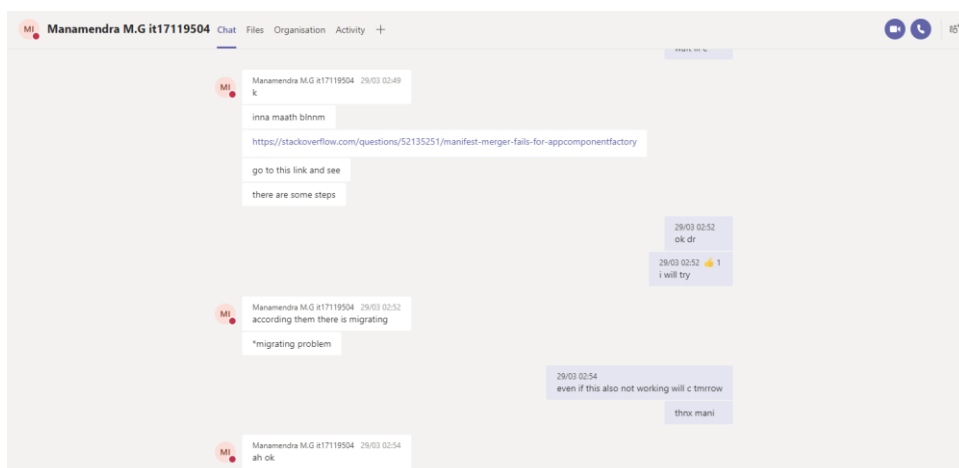 MI Manamendra M.G it17119504 Chat Files Organisation Activity
MI Manamendra M.G it17119504 29/03 02:49
k
inna maath blnnm
https://stackoverflow.com/questions/52135251/manifest-merger-fails-for-appcomponentfactory
go to this link and see
there are some steps
29/03 02:52
ok dr
29/03 02:52 👍 1
i will try
MI Manamendra M.G it17119504 29/03 02:52
according them there is migrating
*migrating problem
29/03 02:54
even if this also not working will c tmrrow
thnx mani
MI Manamendra M.G it17119504 29/03 02:54
ah ok